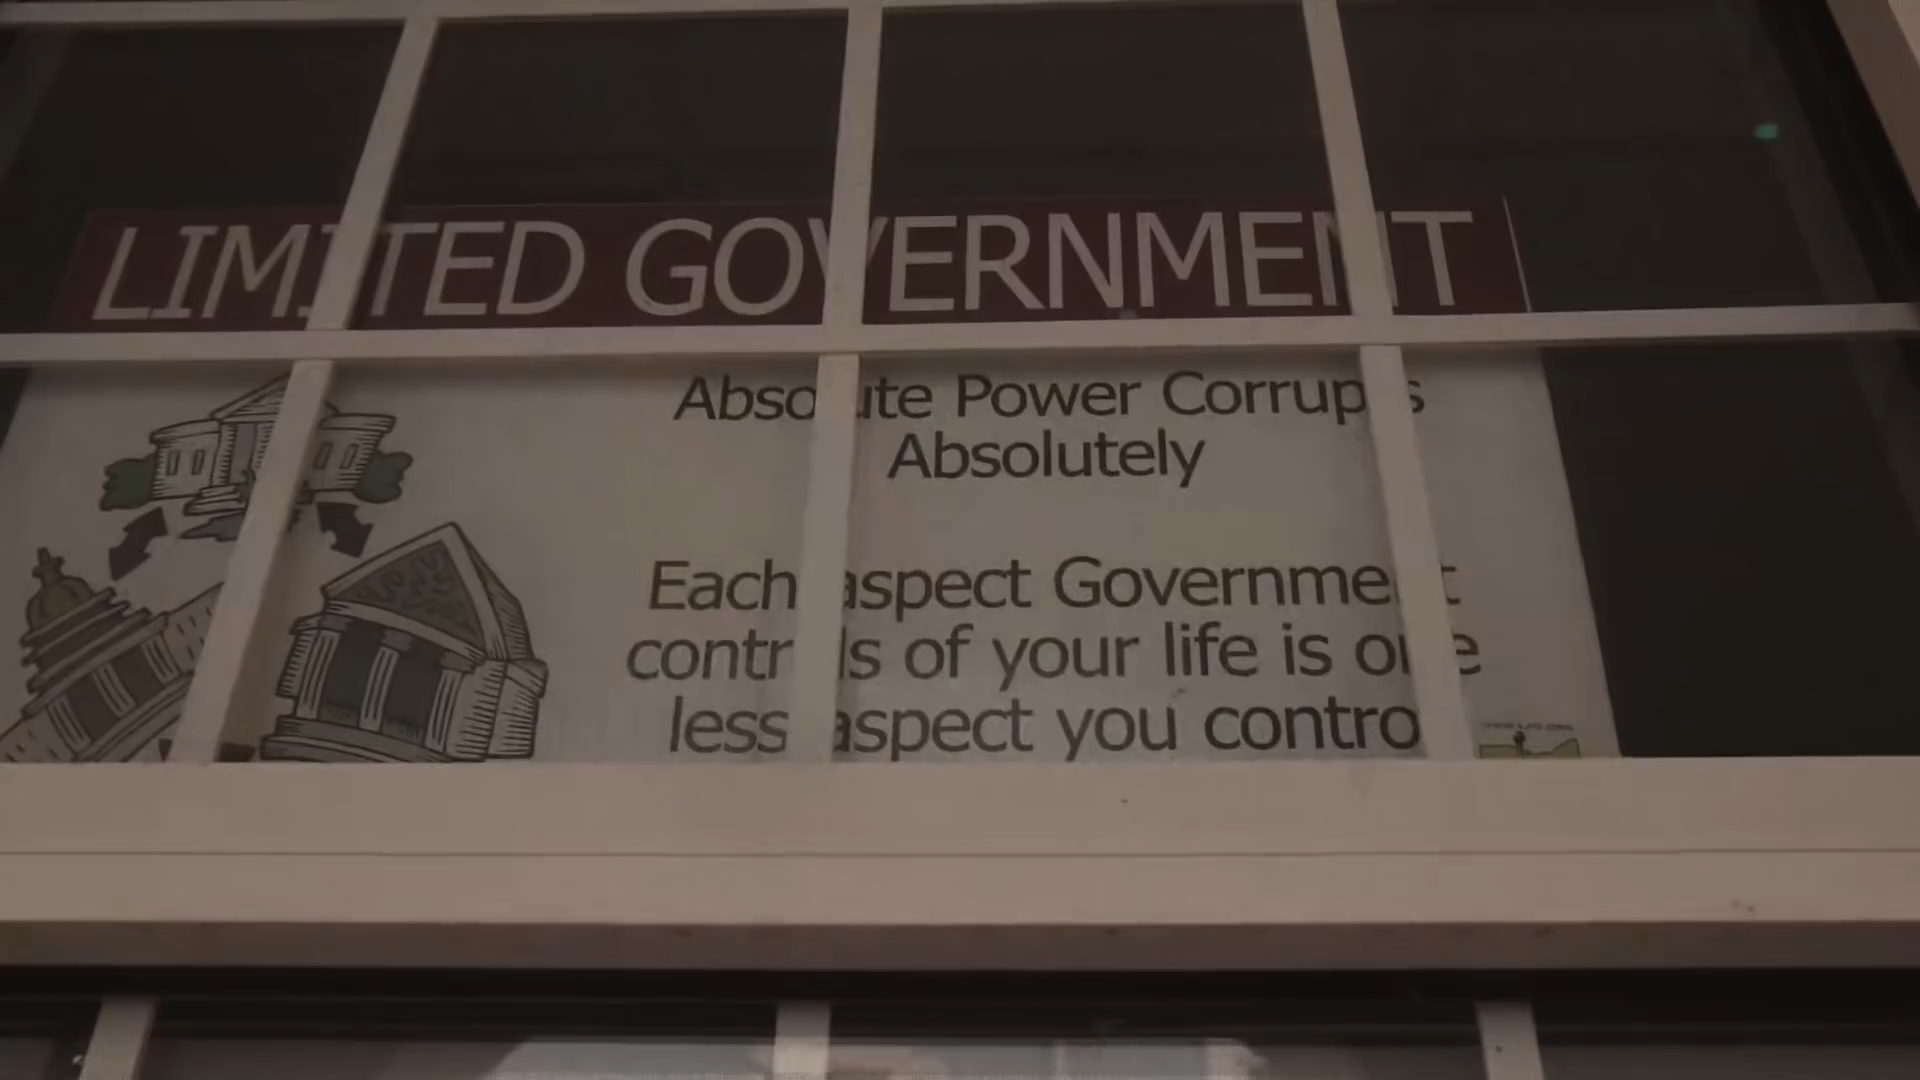 LIMITED GOVERNMENT
Absolute Power Corrupts
Absolutely
Each aspect Government
controls of your life is one
less aspect you control